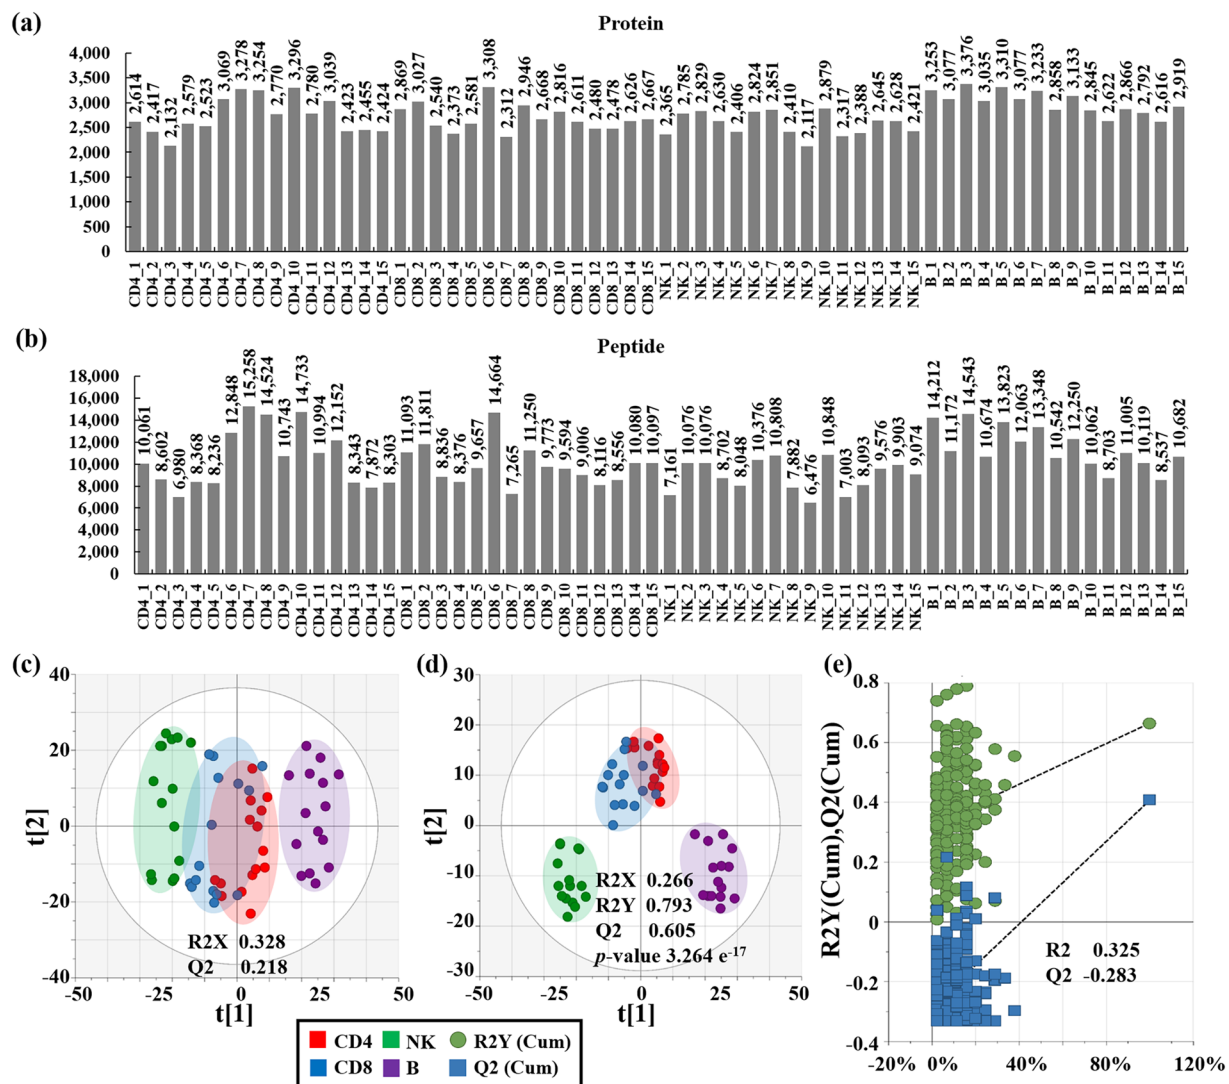 (a)
Protein
4,000
3,500
3,000
2,500
2,000
1,500
1,000
500
0
2,614
2,417
2,132
2,579
2,523
3,069
3,278
3,254
2,770
3,296
2,780
3,039
2,423
2,455
2,424
2,869
3,027
2,540
2,373
2,581
3,308
2,312
2,946
2,668
2,816
2,611
2,480
2,478
2,626
2,667
2,365
2,785
2,829
2,630
2,406
2,824
2,851
2,410
2,117
2,879
2,317
2,388
2,645
2,628
2,421
3,253
3,077
3,376
3,035
3,310
3,077
3,233
2,858
3,133
2,845
2,622
2,866
2,792
2,616
2,919
CD4_1
CD4_2
CD4_3
CD4_4
CD4_5
CD4_6
CD4_7
CD4_8
CD4_9
CD4_10
CD4_11
CD4_12
CD4_13
CD4_14
CD4_15
CD8_1
CD8_2
CD8_3
CD8_4
CD8_5
CD8_6
CD8_7
CD8_8
CD8_9
CD8_10
CD8_11
CD8_12
CD8_13
CD8_14
CD8_15
NK_1
NK_2
NK_3
NK_4
NK_5
NK_6
NK_7
NK_8
NK_9
NK_10
NK_11
NK_12
NK_13
NK_14
NK_15
B_1
B_2
B_3
B_4
B_5
B_6
B_7
B_8
B_9
B_10
B_11
B_12
B_13
B_14
B_15
(b)
Peptide
18,000
16,000
14,000
12,000
10,000
8,000
6,000
4,000
2,000
0
10,061
8,602
6,980
8,368
8,236
12,848
15,258
14,524
10,743
14,733
10,994
12,152
8,343
7,872
8,303
11,093
11,811
8,836
8,376
9,657
14,664
7,265
11,250
9,773
9,594
9,006
8,116
8,556
10,080
10,097
7,161
10,076
10,076
8,702
8,048
10,376
10,808
7,882
6,476
10,848
7,003
8,093
9,576
9,903
9,074
14,212
11,172
14,543
10,674
13,823
12,063
13,348
10,542
12,250
10,062
8,703
11,005
10,119
8,537
10,682
CD4_1
CD4_2
CD4_3
CD4_4
CD4_5
CD4_6
CD4_7
CD4_8
CD4_9
CD4_10
CD4_11
CD4_12
CD4_13
CD4_14
CD4_15
CD8_1
CD8_2
CD8_3
CD8_4
CD8_5
CD8_6
CD8_7
CD8_8
CD8_9
CD8_10
CD8_11
CD8_12
CD8_13
CD8_14
CD8_15
NK_1
NK_2
NK_3
NK_4
NK_5
NK_6
NK_7
NK_8
NK_9
NK_10
NK_11
NK_12
NK_13
NK_14
NK_15
B_1
B_2
B_3
B_4
B_5
B_6
B_7
B_8
B_9
B_10
B_11
B_12
B_13
B_14
B_15
(c)
40
20
0
-20
-40
t[2]
R2X 0.328
Q2 0.218
-50 -25 0 25 50
t[1]
(d)
30
20
10
0
-10
-20
-30
t[2]
R2X 0.266
R2Y 0.793
Q2 0.605
p-value 3.264 e-17
-50 -25 0 25 50
t[1]
(e)
0.8
0.6
0.4
0.2
0
-0.2
-0.4
R2Y(Cum),Q2(Cum)
R2 0.325
Q2 -0.283
-20% 0% 40% 80% 120%
CD4 NK R2Y (Cum)
CD8 B Q2 (Cum)